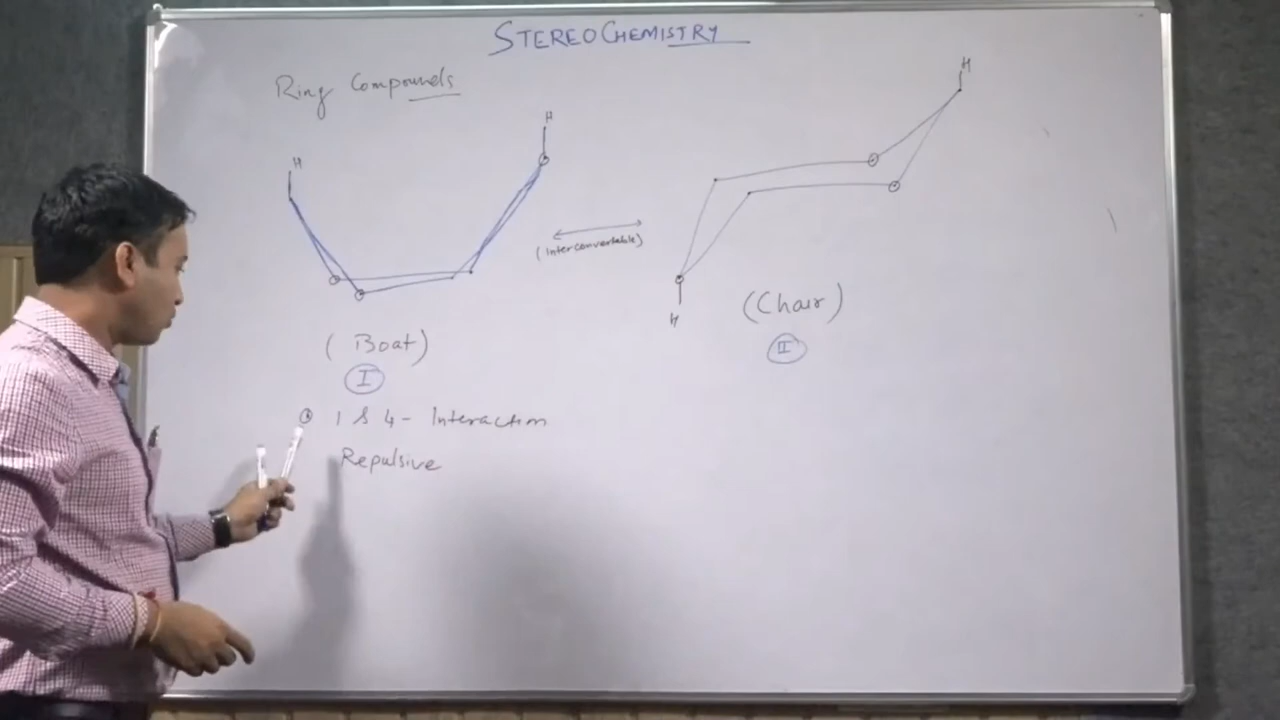 STEREOCHEMISTRY
Ring Compounds
H
H
H
(Interconvertable)
H
(Boat)
I
(Chair)
II
1 & 4 - Interaction
Repulsive